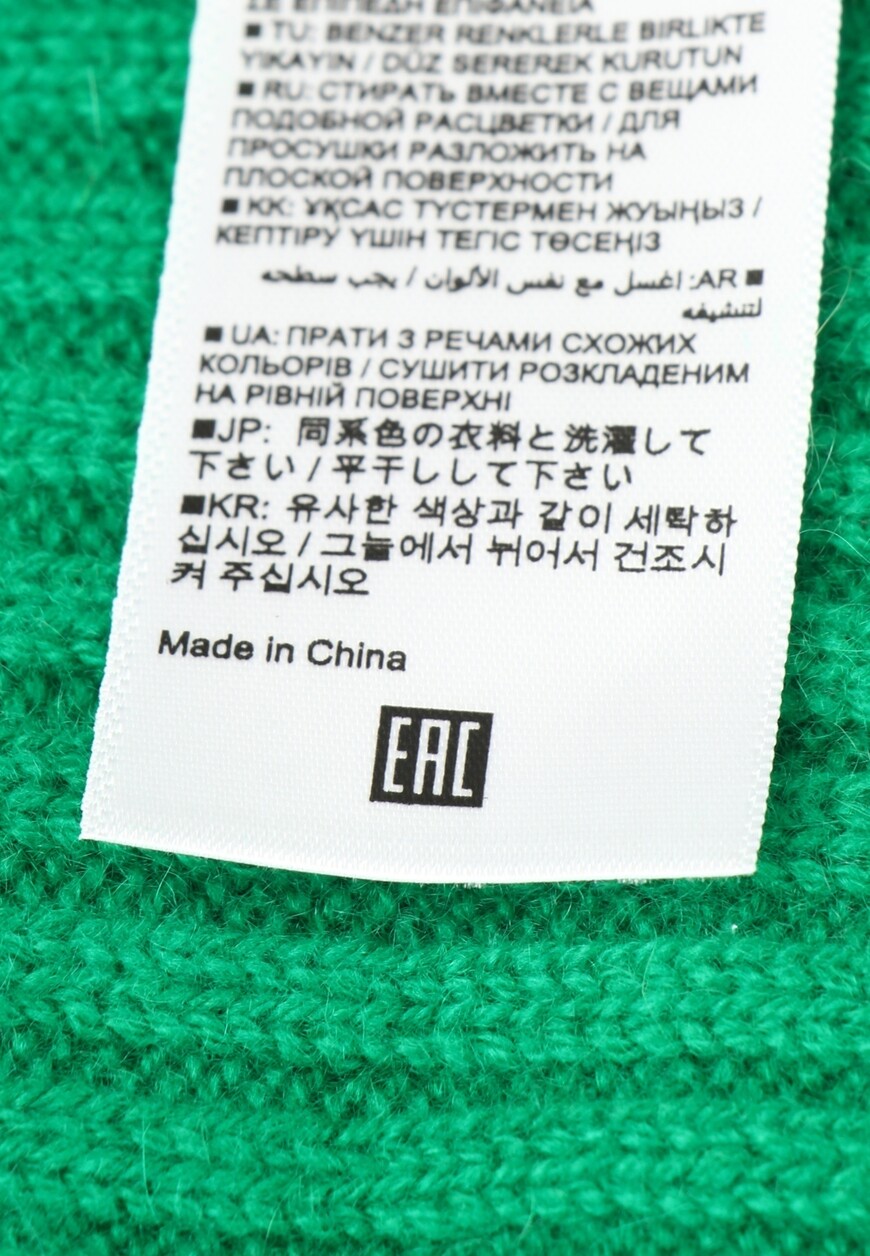 ΣΕ ΕΠΙΠΕΔΗ ΕΠΙΦΑΝΕΙΑ
■ TU: BENZER RENKLERLE BIRLIKTE
YIKAYIN / DÜZ SEREREK KURUTUN
■ RU: СТИРАТЬ ВМЕСТЕ С ВЕЩАМИ
ПОДОБНОЙ РАСЦВЕТКИ / ДЛЯ
ПРОСУШКИ РАЗЛОЖИТЬ НА
ПЛОСКОЙ ПОВЕРХНОСТИ
■ KK: ҰҚСАС ТҮСТЕРМЕН ЖУЫҢЫЗ /
КЕПТІРУ ҮШІН ТЕГІС ТӨСЕҢІЗ
■ AR: اغسل مع نفس الألوان / يجب سطحه
لتنشيفه
■ UA: ПРАТИ З РЕЧАМИ СХОЖИХ
КОЛЬОРІВ / СУШИТИ РОЗКЛАДЕНИМ
НА РІВНІЙ ПОВЕРХНІ
■JP: 同系色の衣料と洗濯して
下さい / 平干しして下さい
■KR: 유사한 색상과 같이 세탁하
십시오 / 그늘에서 뉘어서 건조시
켜 주십시오
Made in China
EAC